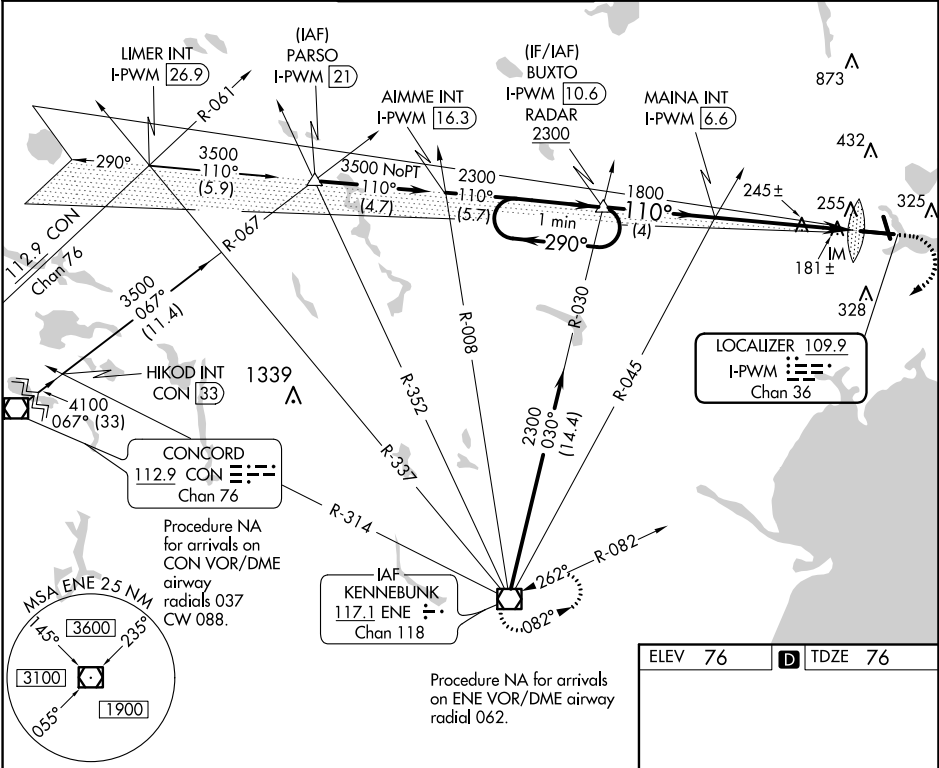 LIMER INT
I-PWM 26.9
(IAF)
PARSO
I-PWM 21
AIMME INT
I-PWM 16.3
(IF/IAF)
BUXTO
I-PWM 10.6
RADAR
2300
MAINA INT
I-PWM 6.6
873
432
325
R-061
290°
3500
110°
(5.9)
3500 NoPT
110°
(4.7)
2300
110°
(5.7)
1 min
290°
1800
110°
(4)
245±
255
IM
181±
328
112.9 CON
Chan 76
R-067
3500
067°
(11.4)
R-008
R-030
R-045
R-352
R-337
R-314
2300
030°
(14.4)
LOCALIZER 109.9
I-PWM
Chan 36
HIKOD INT
CON 33
1339
4100
067° (33)
CONCORD
112.9 CON
Chan 76
Procedure NA
for arrivals on
CON VOR/DME
airway
radials 037
CW 088.
IAF
KENNEBUNK
117.1 ENE
Chan 118
262°
R-082
082°
MSA ENE 25 NM
145°
3600
235°
3100
1900
055°
Procedure NA for arrivals
on ENE VOR/DME airway
radial 062.
ELEV 76
D TDZE 76